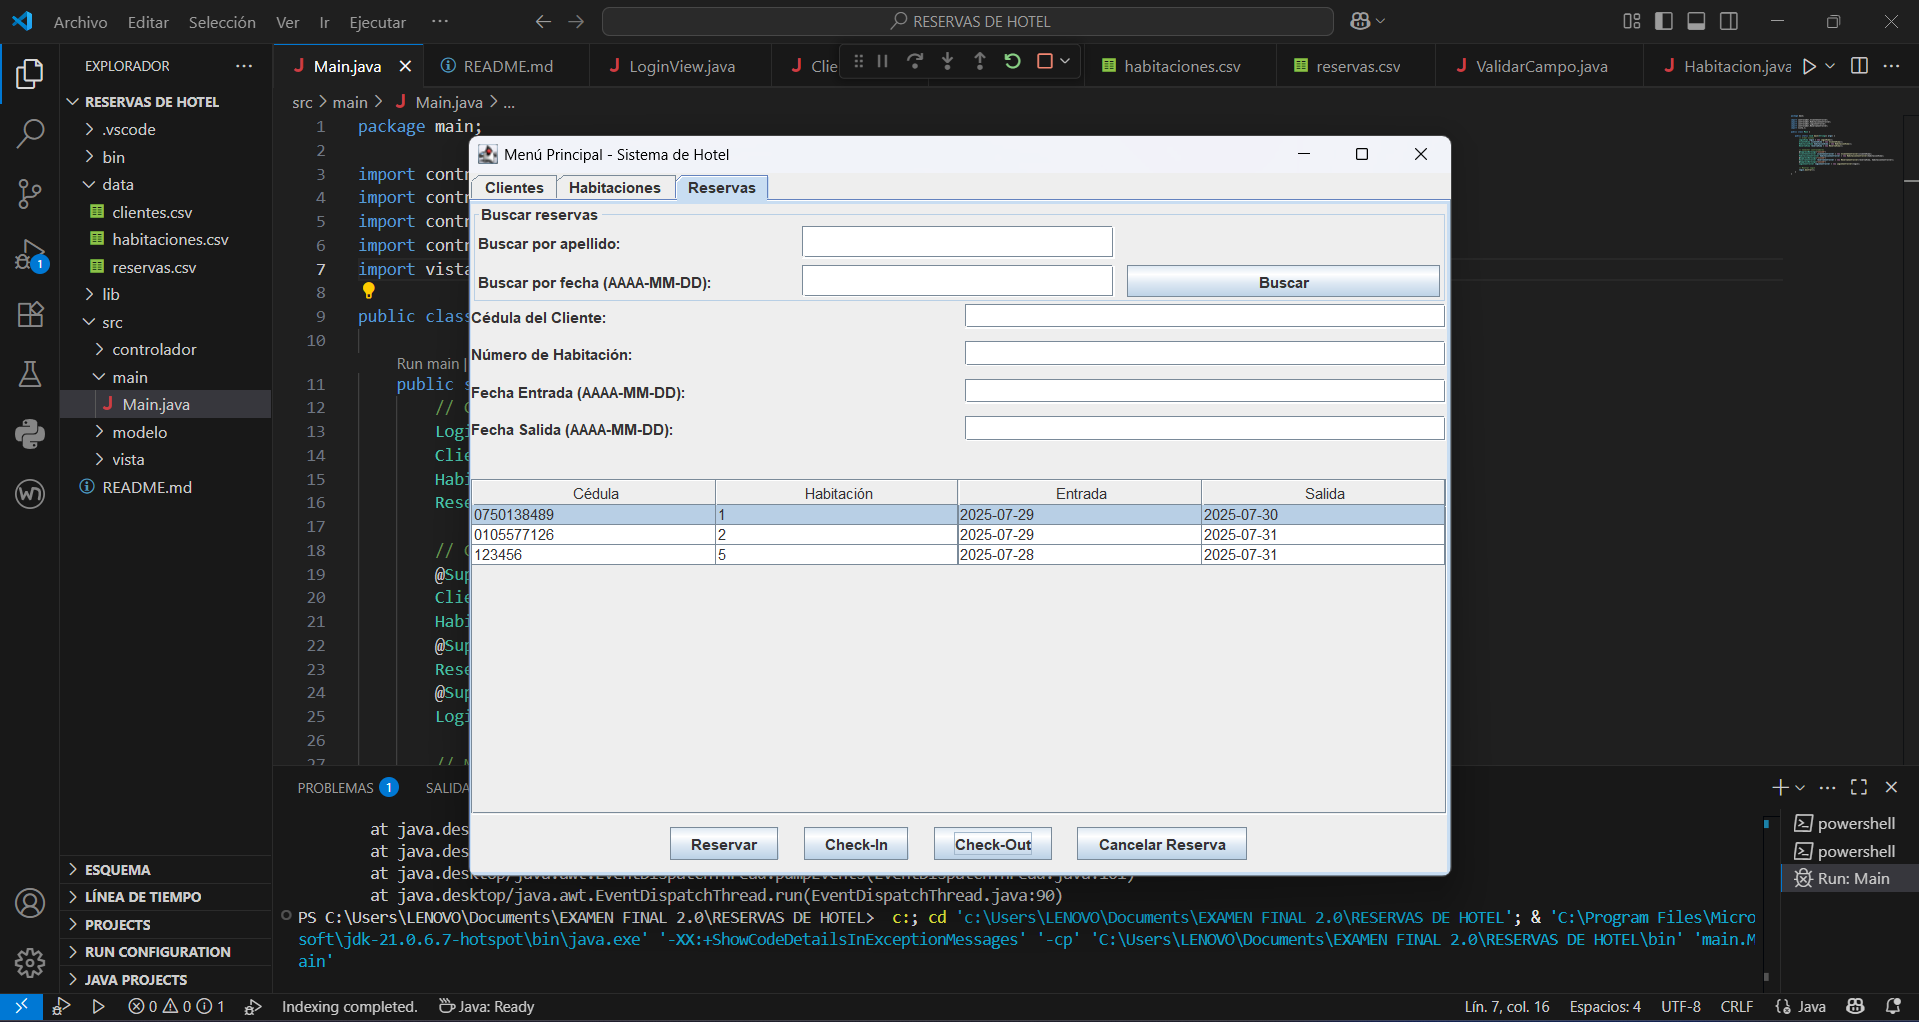 Archivo Editar Selección Ver Ir Ejecutar ···
RESERVAS DE HOTEL
EXPLORADOR ···
Main.java
README.md
LoginView.java
Clie
habitaciones.csv
reservas.csv
ValidarCampo.java
Habitacion.java
RESERVAS DE HOTEL
.vscode
bin
data
clientes.csv
habitaciones.csv
reservas.csv
lib
src
controlador
main
Main.java
modelo
vista
README.md
ESQUEMA
LÍNEA DE TIEMPO
PROJECTS
RUN CONFIGURATION
JAVA PROJECTS
1
src > main > Main.java > ...
1 package main;
2
3 import contr
4 import contr
5 import contr
6 import contr
7 import vista
8
9 public class
10
Run main |
11 public s
12 // C
13 Logi
14 Clie
15 Habi
16 Rese
17
18 // C
19 @Sup
20 Clie
21 Habi
22 @Sup
23 Rese
24 @Sup
25 Logi
26
27 // M
Menú Principal - Sistema de Hotel
Clientes Habitaciones Reservas
Buscar reservas
Buscar por apellido:
Buscar por fecha (AAAA-MM-DD): Buscar
Cédula del Cliente:
Número de Habitación:
Fecha Entrada (AAAA-MM-DD):
Fecha Salida (AAAA-MM-DD):
Cédula Habitación Entrada Salida
0750138489 1 2025-07-29 2025-07-30
0105577126 2 2025-07-29 2025-07-31
123456 5 2025-07-28 2025-07-31
Reservar Check-In Check-Out Cancelar Reserva
PROBLEMAS 1 SALIDA
at java.des
at java.des
at java.desktop/java.awt.EventDispatchThread.pumpEvents(EventDispatchThread.java:101)
at java.desktop/java.awt.EventDispatchThread.run(EventDispatchThread.java:90)
PS C:\Users\LENOVO\Documents\EXAMEN FINAL 2.0\RESERVAS DE HOTEL> c:; cd 'c:\Users\LENOVO\Documents\EXAMEN FINAL 2.0\RESERVAS DE HOTEL'; & 'C:\Program Files\Micro
soft\jdk-21.0.6.7-hotspot\bin\java.exe' '-XX:+ShowCodeDetailsInExceptionMessages' '-cp' 'C:\Users\LENOVO\Documents\EXAMEN FINAL 2.0\RESERVAS DE HOTEL\bin' 'main.M
ain'
powershell
powershell
Run: Main
0 0 1 Indexing completed. Java: Ready
Lín. 7, col. 16 Espacios: 4 UTF-8 CRLF Java